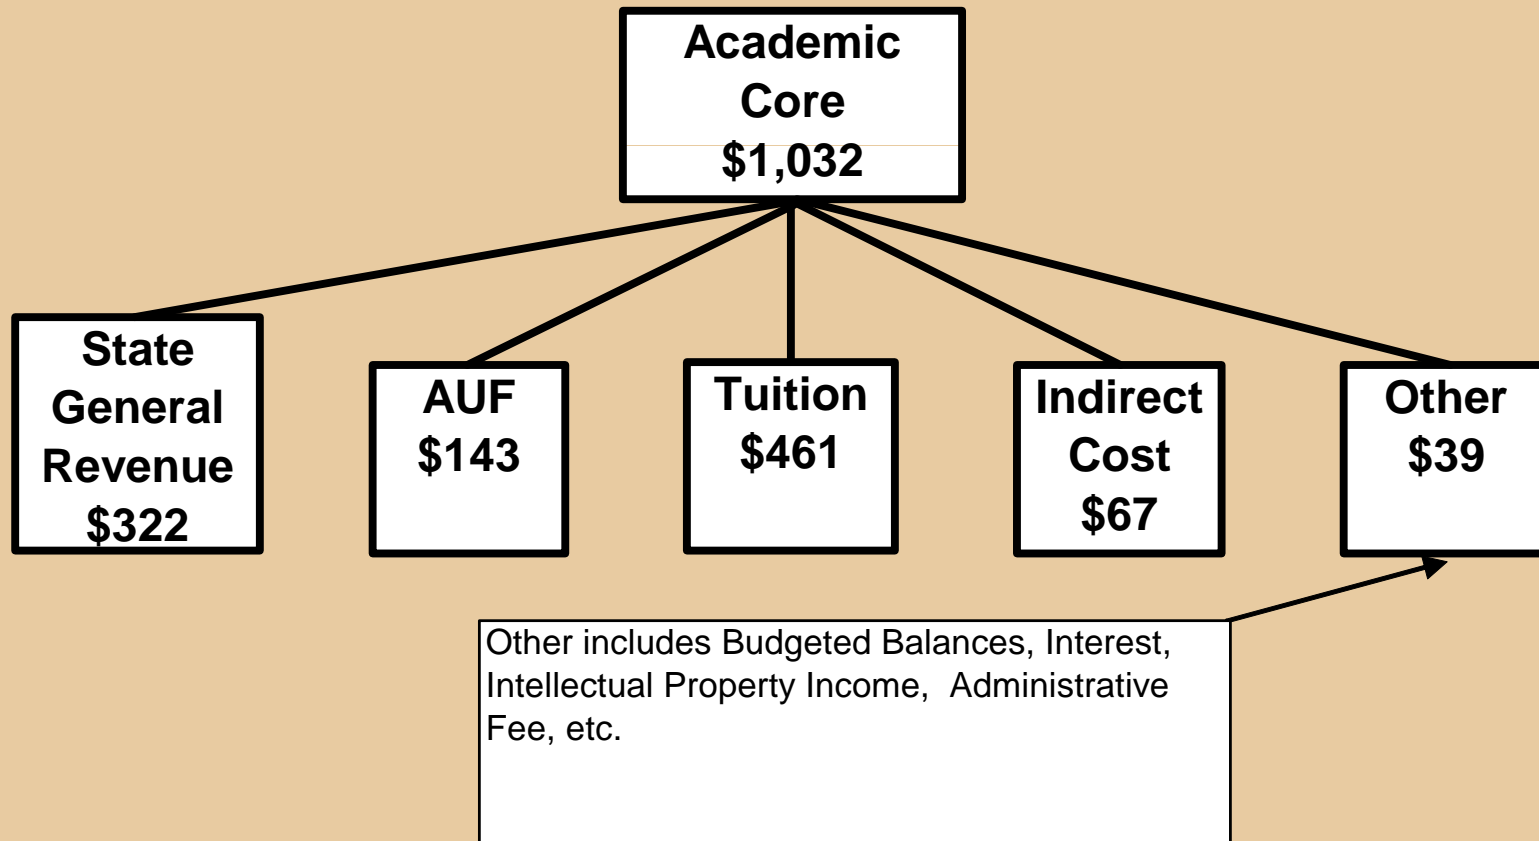 Academic
Core
$1,032
State
General
Revenue
$322
AUF
$143
Tuition
$461
Indirect
Cost
$67
Other
$39
Other includes Budgeted Balances, Interest,
Intellectual Property Income,  Administrative
Fee, etc.